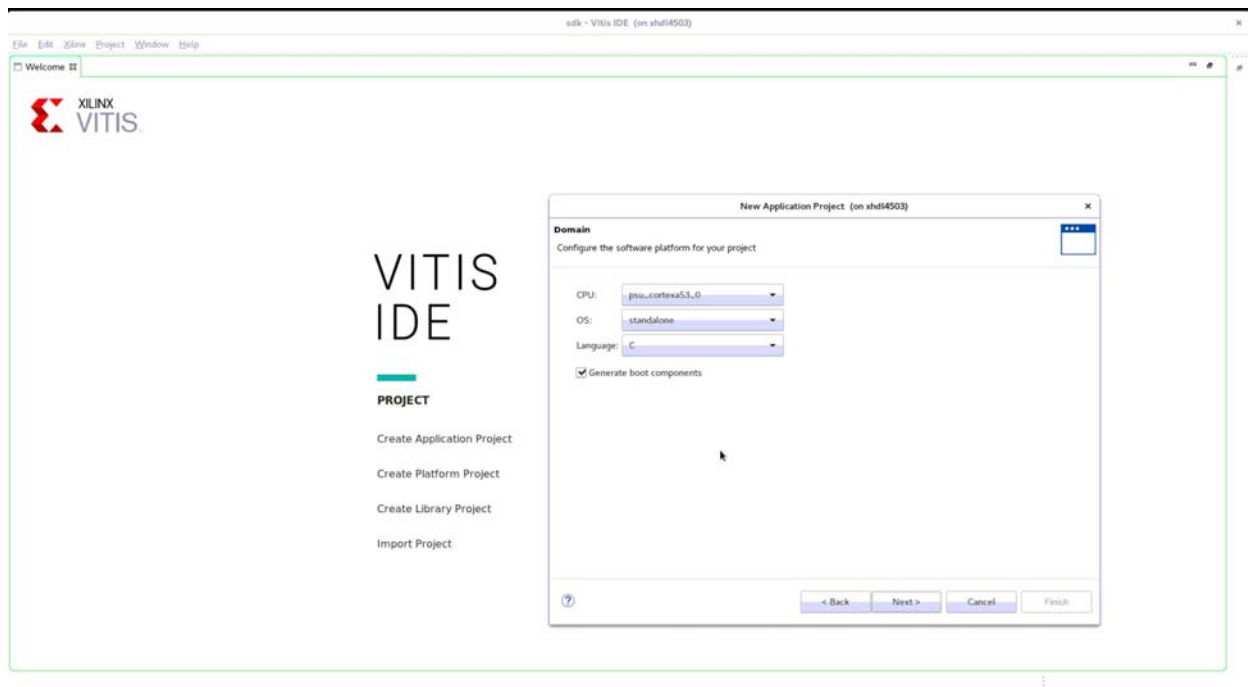 sdk - Vitis IDE (on xhdl4503)
File Edit Xilinx Project Window Help
Welcome
XILINX
VITIS
New Application Project (on xhdl4503)
Domain
Configure the software platform for your project
VITIS
IDE
CPU: psu_cortexa53_0
OS: standalone
Language: C
Generate boot components
PROJECT
Create Application Project
Create Platform Project
Create Library Project
Import Project
< Back Next > Cancel Finish